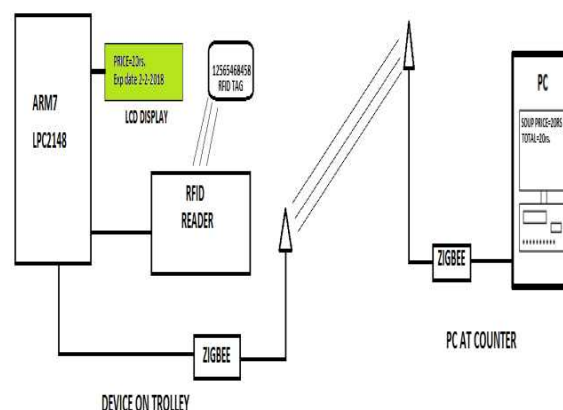 ARM7
LPC2148
PRICE=20rs.
Exp date 2-2-2018
LCD DISPLAY
12565468458
RFID TAG
RFID
READER
ZIGBEE
DEVICE ON TROLLEY
PC
SOUP PRICE=20RS
TOTAL=20rs.
ZIGBEE
PC AT COUNTER